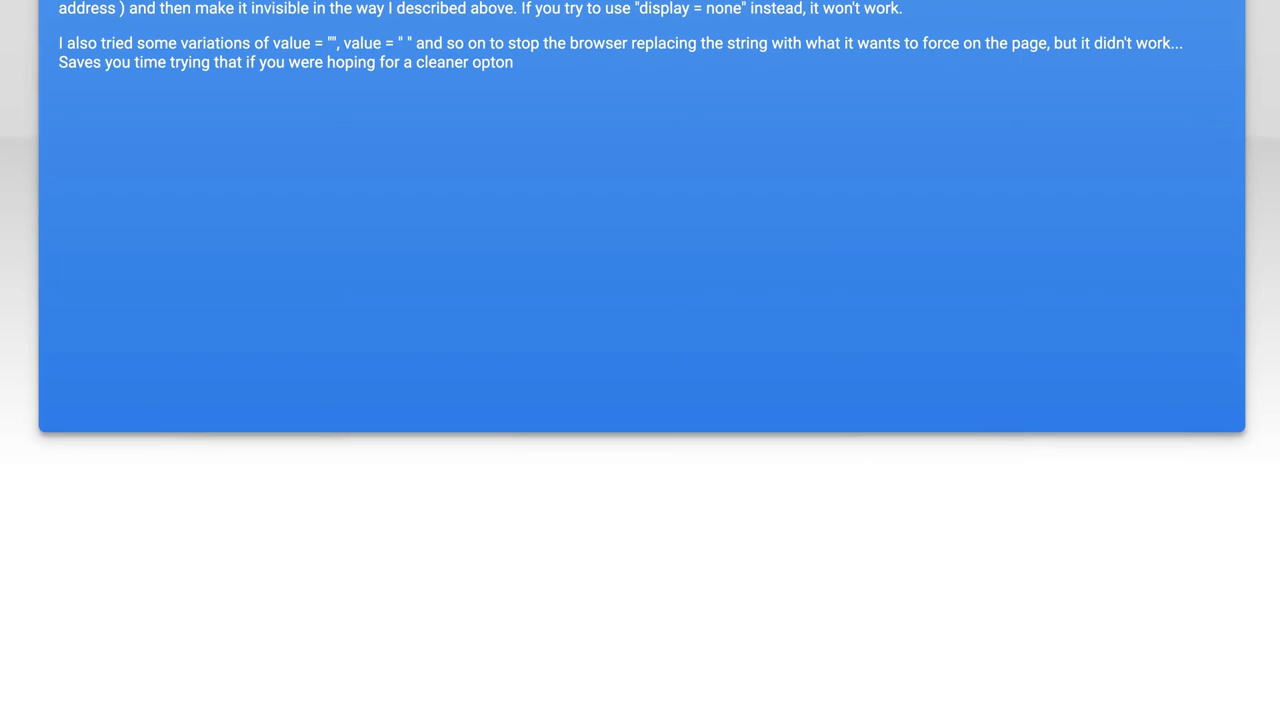 address ) and then make it invisible in the way I described above. If you try to use "display = none" instead, it won't work.
I also tried some variations of value = "", value = " " and so on to stop the browser replacing the string with what it wants to force on the page, but it didn't work...
Saves you time trying that if you were hoping for a cleaner opton